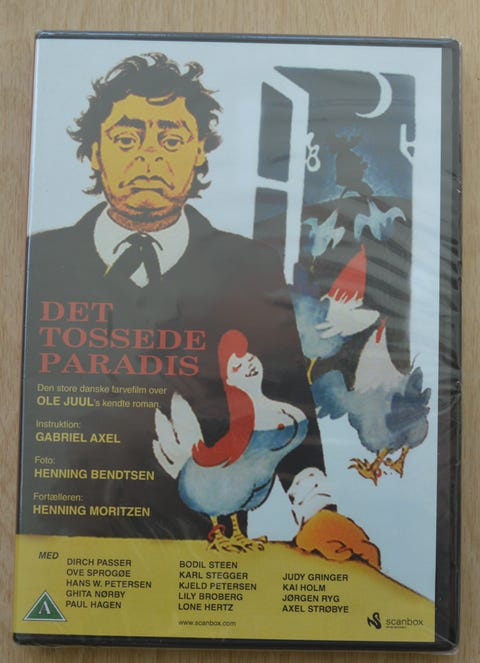 DET
TOSSEDE
PARADIS
Den store danske farvefilm over
OLE JUUL's kendte roman.
Instruktion:
GABRIEL AXEL
Foto:
HENNING BENDTSEN
Fortælleren:
HENNING MORITZEN
MED
DIRCH PASSER
OVE SPROGØE
HANS W. PETERSEN
GHITA NØRBY
PAUL HAGEN
BODIL STEEN
KARL STEGGER
KJELD PETERSEN
LILY BROBERG
LONE HERTZ
JUDY GRINGER
KAI HOLM
JØRGEN RYG
AXEL STRØBYE
A
www.scanbox.com
scanbox